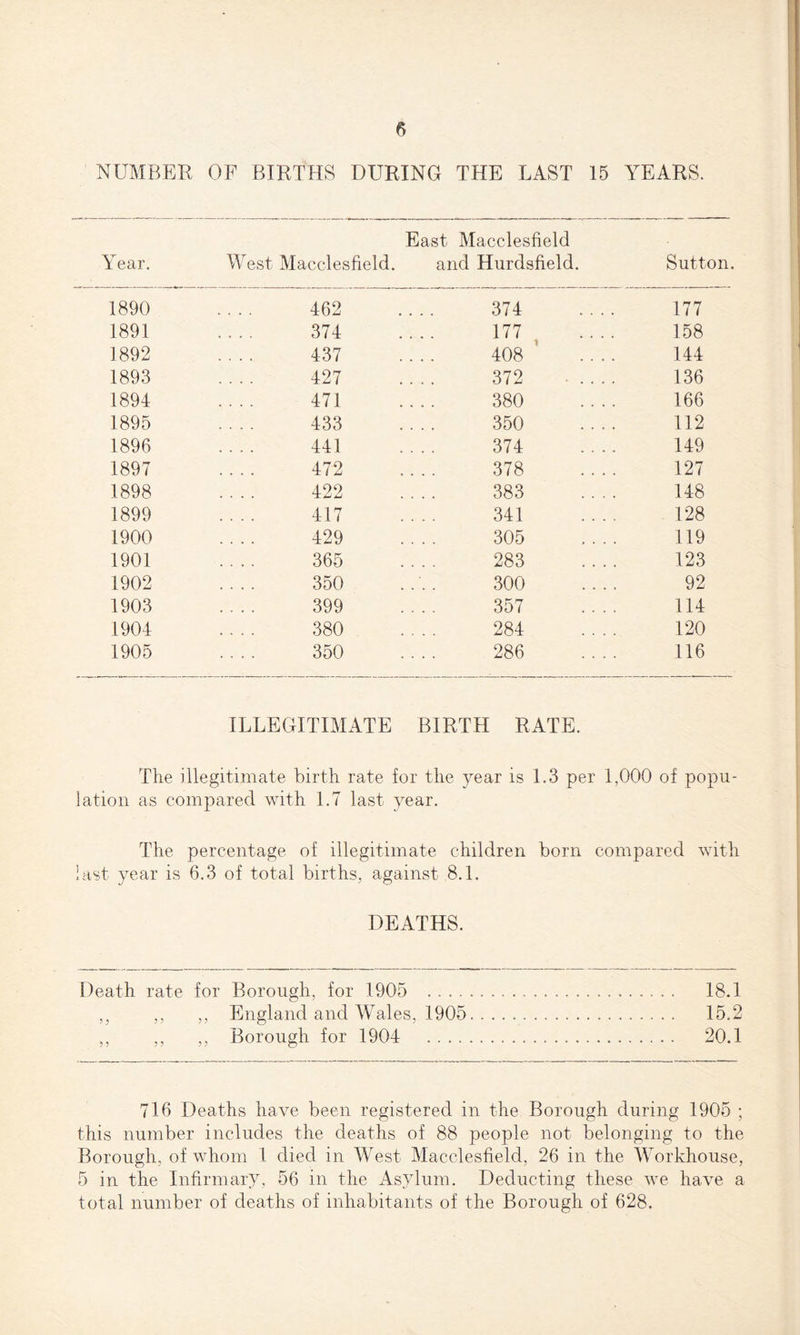 6
NUMBER OF BIRTHS DURING THE LAST 15 YEARS.
East Macclesfield
Year. West Macclesfield. and Hurdsfield. Sutton.
1890 .... 462 .... 374 .... 177
1891 .... 374 .... 177 .... 158
1892 .... 437 .... 408 .... 144
1893 .... 427 .... 372 .... 136
1894 .... 471 .... 380 .... 166
1895 .... 433 .... 350 .... 112
1896 .... 441 .... 374 .... 149
1897 .... 472 .... 378 .... 127
1898 .... 422 .... 383 .... 148
1899 .... 417 .... 341 .... 128
1900 .... 429 .... 305 .... 119
1901 .... 365 .... 283 .... 123
1902 .... 350 .... 300 .... 92
1903 .... 399 .... 357 .... 114
1904 .... 380 .... 284 .... 120
1905 .... 350 .... 286 .... 116
ILLEGITIMATE BIRTH RATE.
The illegitimate birth rate for the year is 1.3 per 1,000 of popu-
lation as compared with 1.7 last year.
The percentage of illegitimate children born compared with
last year is 6.3 of total births, against 8.1.
DEATHS.
Death rate for Borough, for 1905 .......................... 18.1
,, ,, ,, England and Wales, 1905...................... 15.2
,, ,, ,, Borough for 1904 .......................... 20.1
716 Deaths have been registered in the Borough during 1905 ;
this number includes the deaths of 88 people not belonging to the
Borough, of whom 1 died in West Macclesfield, 26 in the Workhouse,
5 in the Infirmary, 56 in the Asylum. Deducting these we have a
total number of deaths of inhabitants of the Borough of 628.